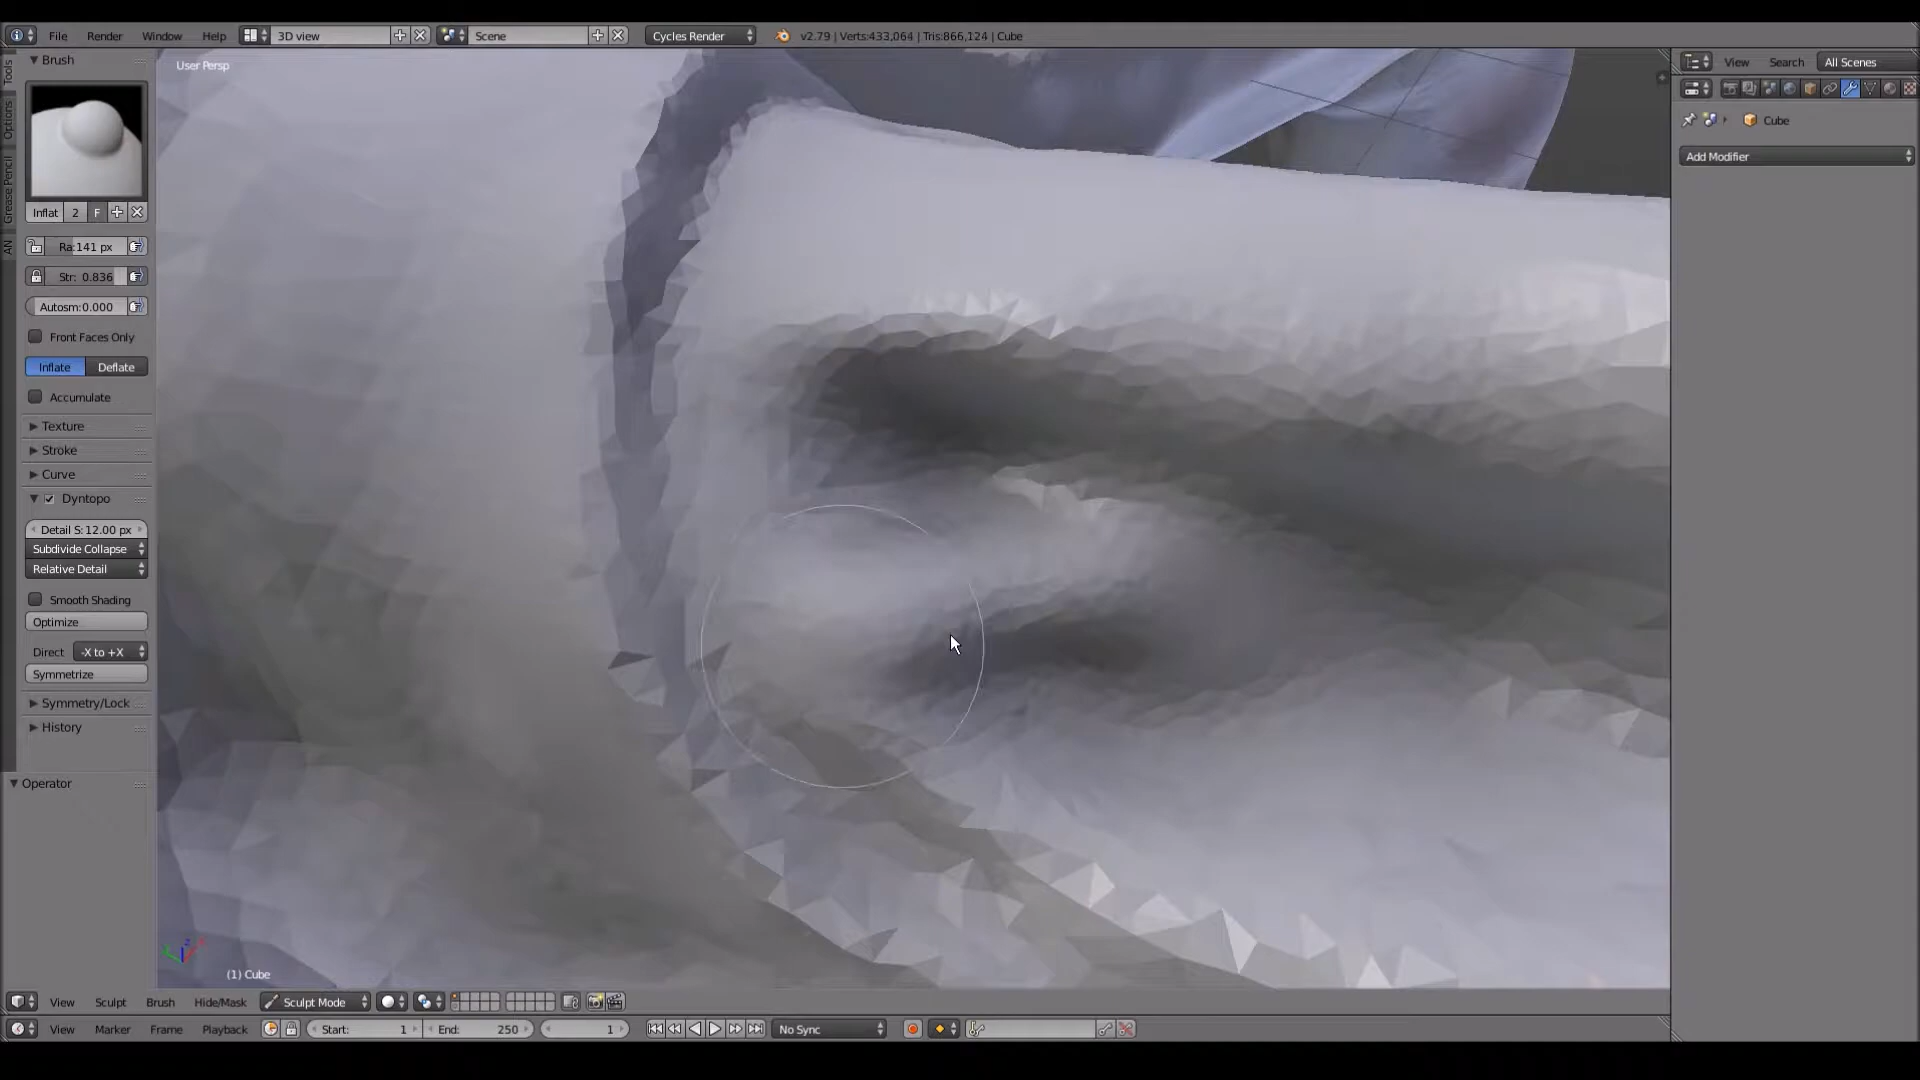 File Render Window Help 3D view Scene Cycles Render v2.79 | Verts:433,064 | Tris:866,124 | Cube
User Persp
View Search All Scenes
Cube
Add Modifier
Tools
Options
Grease Pencil
AN
Brush
Inflat 2 F
Ra:141 px
Str: 0.836
Autosm:0.000
Front Faces Only
Inflate Deflate
Accumulate
Texture
Stroke
Curve
Dyntopo
Detail S:12.00 px
Subdivide Collapse
Relative Detail
Smooth Shading
Optimize
Direct -X to +X
Symmetrize
Symmetry/Lock
History
Operator
(1) Cube
View Sculpt Brush Hide/Mask Sculpt Mode
View Marker Frame Playback Start: 1 End: 250 1 No Sync